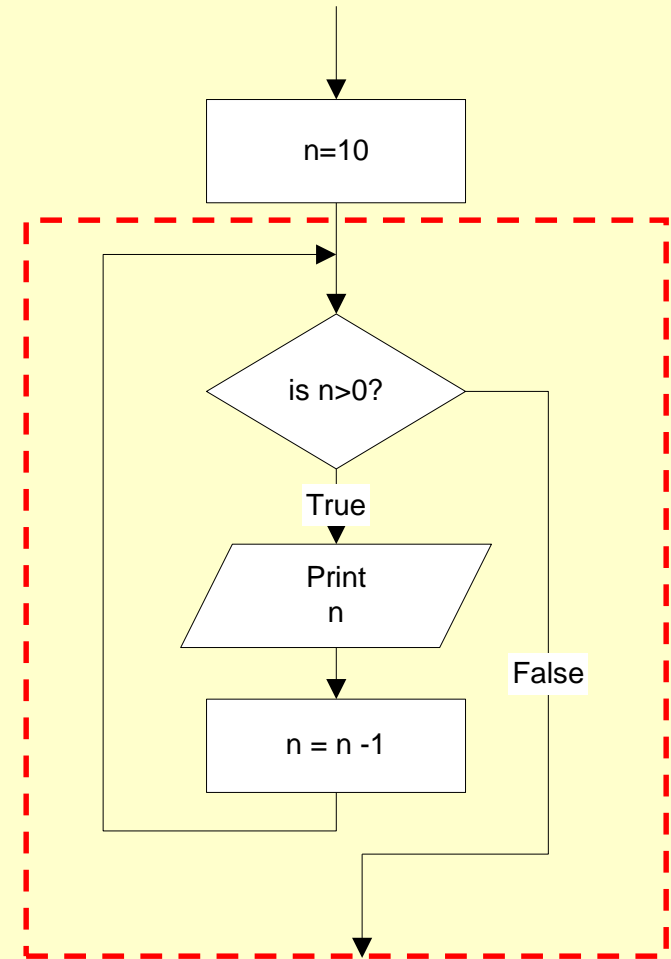 n=10
is n>0?
True
Print
n
False
n = n -1